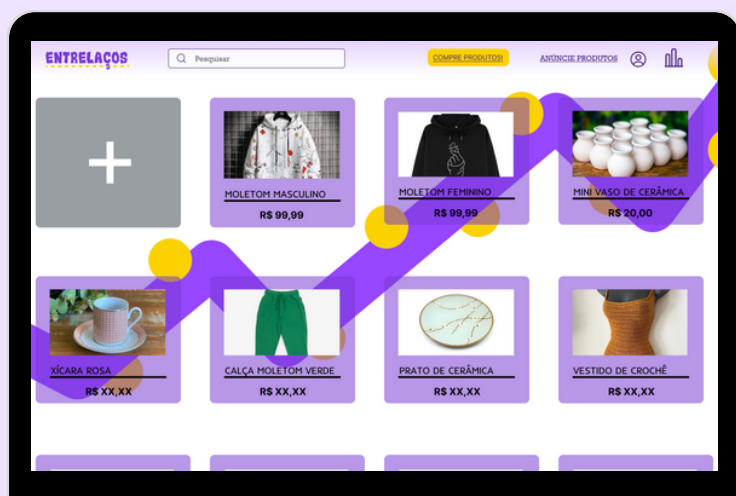 ENTRELAÇOS
Pesquisar
COMPRE PRODUTOS!
ANÚNCIE PRODUTOS
MOLETOM MASCULINO
R$ 99,99
MOLETOM FEMININO
R$ 99,99
MINI VASO DE CERÂMICA
R$ 20,00
XÍCARA ROSA
R$ XX,XX
CALÇA MOLETOM VERDE
R$ XX,XX
PRATO DE CERÂMICA
R$ XX,XX
VESTIDO DE CROCHÊ
R$ XX,XX